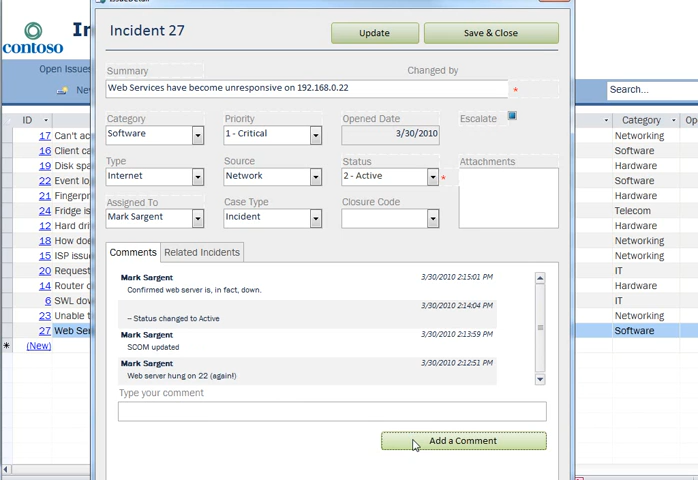 IssueDetail
Incident 27
Update
Save & Close
Summary
Changed by
Web Services have become unresponsive on 192.168.0.22
*
Category
Priority
Opened Date
Escalate
Software
1 - Critical
3/30/2010
Type
Source
Status
Attachments
Internet
Network
2 - Active
*
Assigned To
Case Type
Closure Code
Mark Sargent
Incident
Comments
Related Incidents
Mark Sargent
3/30/2010 2:15:01 PM
Confirmed web server is, in fact, down.
3/30/2010 2:14:04 PM
-- Status changed to Active
Mark Sargent
3/30/2010 2:13:59 PM
SCOM updated
Mark Sargent
3/30/2010 2:12:51 PM
Web server hung on 22 (again!)
Type your comment
Add a Comment
contoso
In
Open Issues
Ne
Search...
ID
Category
Op
17 Can't ac
Networking
16 Client ca
Software
19 Disk spa
Hardware
22 Event lo
Software
21 Fingerpr
Hardware
24 Fridge is
Telecom
12 Hard driv
Hardware
18 How doe
Networking
15 ISP issue
Networking
20 Request
IT
14 Router o
Hardware
6 SWL dow
IT
23 Unable t
Networking
27 Web Ser
Software
* (New)